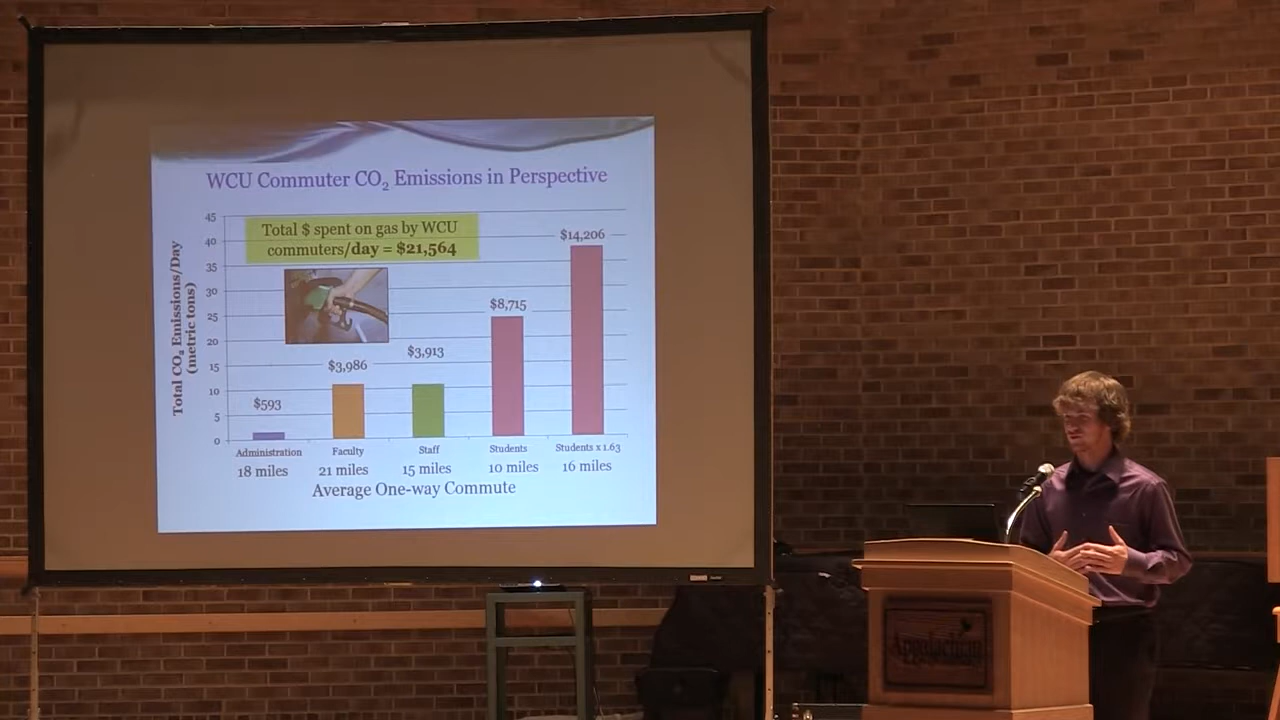 WCU Commuter CO₂ Emissions in Perspective
Total CO₂ Emissions/Day
(metric tons)
45
40
35
30
25
20
15
10
5
0
Total $ spent on gas by WCU
commuters/day = $21,564
$593
$3,986
$3,913
$8,715
$14,206
Administration Faculty Staff Students Students x 1.63
18 miles 21 miles 15 miles 10 miles 16 miles
Average One-way Commute
Appalachian